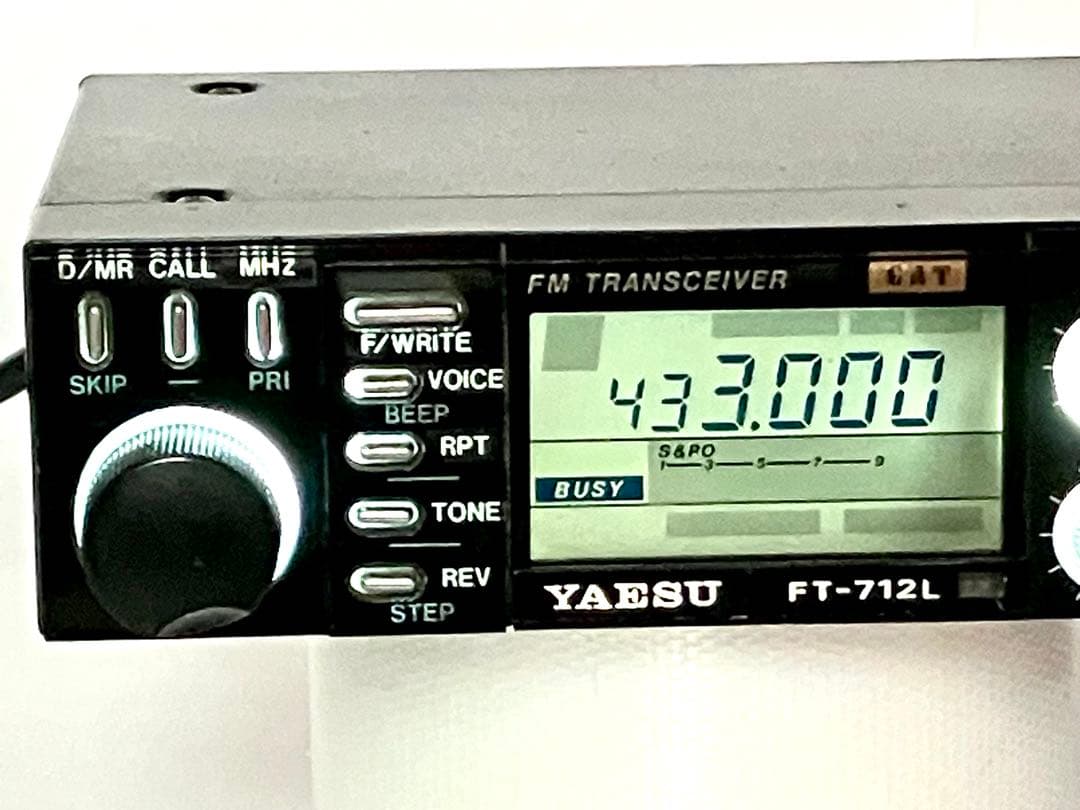 D/MR CALL MHz
SKIP — PRI
F/WRITE
VOICE
BEEP
RPT
TONE
REV
STEP
FM TRANSCEIVER
CAT
433.000
S&PO
1—3—5—7—9
BUSY
YAESU FT-712L